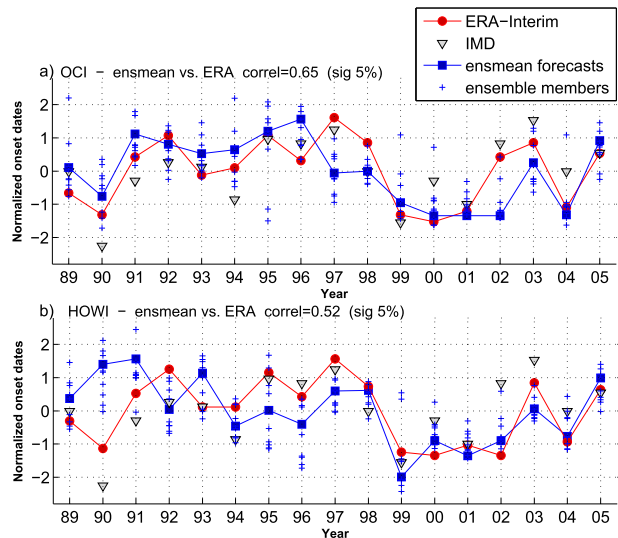 ERA−Interim
IMD
ensmean forecasts
ensemble members
a) OCI − ensmean vs. ERA correl=0.65 (sig 5%)
Normalized onset dates
2
1
0
−1
−2
89 90 91 92 93 94 95 96 97 98 99 00 01 02 03 04 05
Year
b) HOWI − ensmean vs. ERA correl=0.52 (sig 5%)
Normalized onset dates
2
1
0
−1
−2
89 90 91 92 93 94 95 96 97 98 99 00 01 02 03 04 05
Year